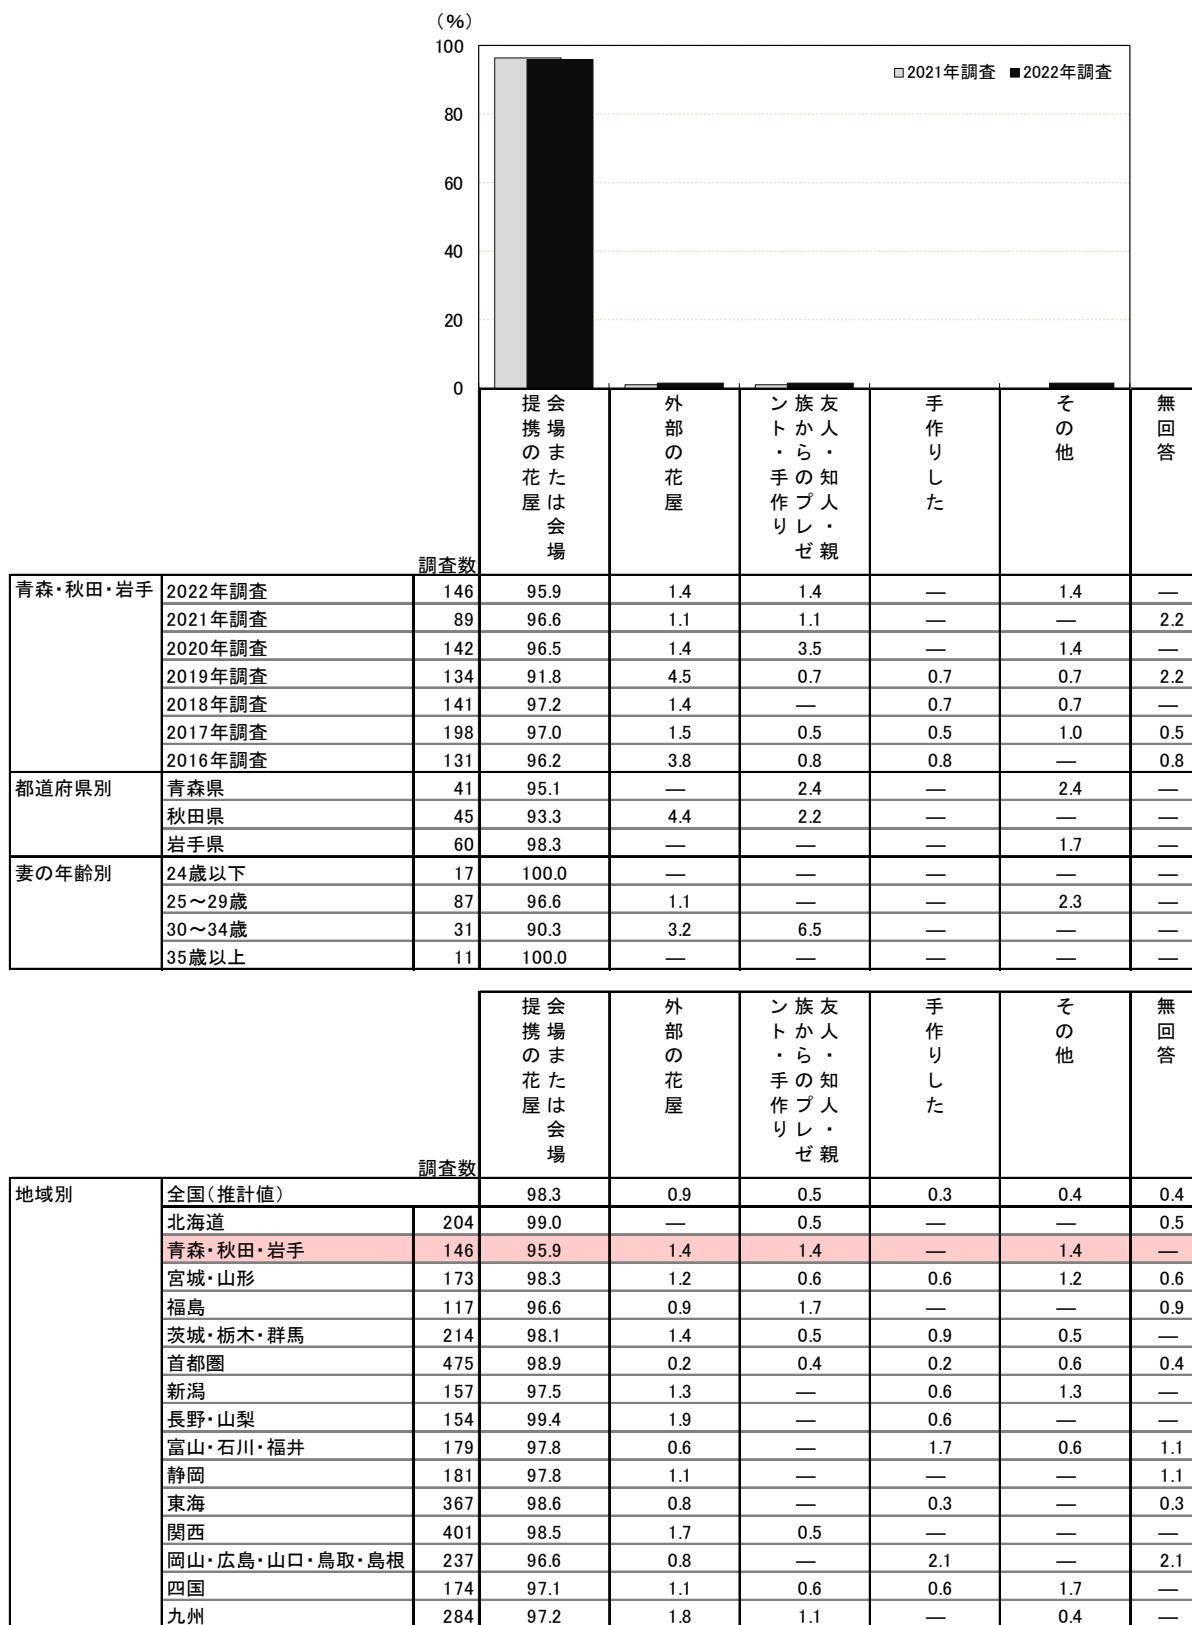 （%）
100
80
60
40
20
0
□2021年調査 ■2022年調査
会場または会場提携の花屋
外部の花屋
友人・知人・親族からのプレゼント・手作り
手作りした
その他
無回答
調査数
青森・秋田・岩手 2022年調査 146 95.9 1.4 1.4 — 1.4 —
2021年調査 89 96.6 1.1 1.1 — — 2.2
2020年調査 142 96.5 1.4 3.5 — 1.4 —
2019年調査 134 91.8 4.5 0.7 0.7 0.7 2.2
2018年調査 141 97.2 1.4 — 0.7 0.7 —
2017年調査 198 97.0 1.5 0.5 0.5 1.0 0.5
2016年調査 131 96.2 3.8 0.8 0.8 — 0.8
都道府県別 青森県 41 95.1 — 2.4 — 2.4 —
秋田県 45 93.3 4.4 2.2 — — —
岩手県 60 98.3 — — — 1.7 —
妻の年齢別 24歳以下 17 100.0 — — — — —
25～29歳 87 96.6 1.1 — — 2.3 —
30～34歳 31 90.3 3.2 6.5 — — —
35歳以上 11 100.0 — — — — —
会場または会場提携の花屋
外部の花屋
友人・知人・親族からのプレゼント・手作り
手作りした
その他
無回答
調査数
地域別 全国（推計値） 98.3 0.9 0.5 0.3 0.4 0.4
北海道 204 99.0 — 0.5 — — 0.5
青森・秋田・岩手 146 95.9 1.4 1.4 — 1.4 —
宮城・山形 173 98.3 1.2 0.6 0.6 1.2 0.6
福島 117 96.6 0.9 1.7 — — 0.9
茨城・栃木・群馬 214 98.1 1.4 0.5 0.9 0.5 —
首都圏 475 98.9 0.2 0.4 0.2 0.6 0.4
新潟 157 97.5 1.3 — 0.6 1.3 —
長野・山梨 154 99.4 1.9 — 0.6 — —
富山・石川・福井 179 97.8 0.6 — 1.7 0.6 1.1
静岡 181 97.8 1.1 — — — 1.1
東海 367 98.6 0.8 — 0.3 — 0.3
関西 401 98.5 1.7 0.5 — — —
岡山・広島・山口・鳥取・島根 237 96.6 0.8 — 2.1 — 2.1
四国 174 97.1 1.1 0.6 0.6 1.7 —
九州 284 97.2 1.8 1.1 — 0.4 —